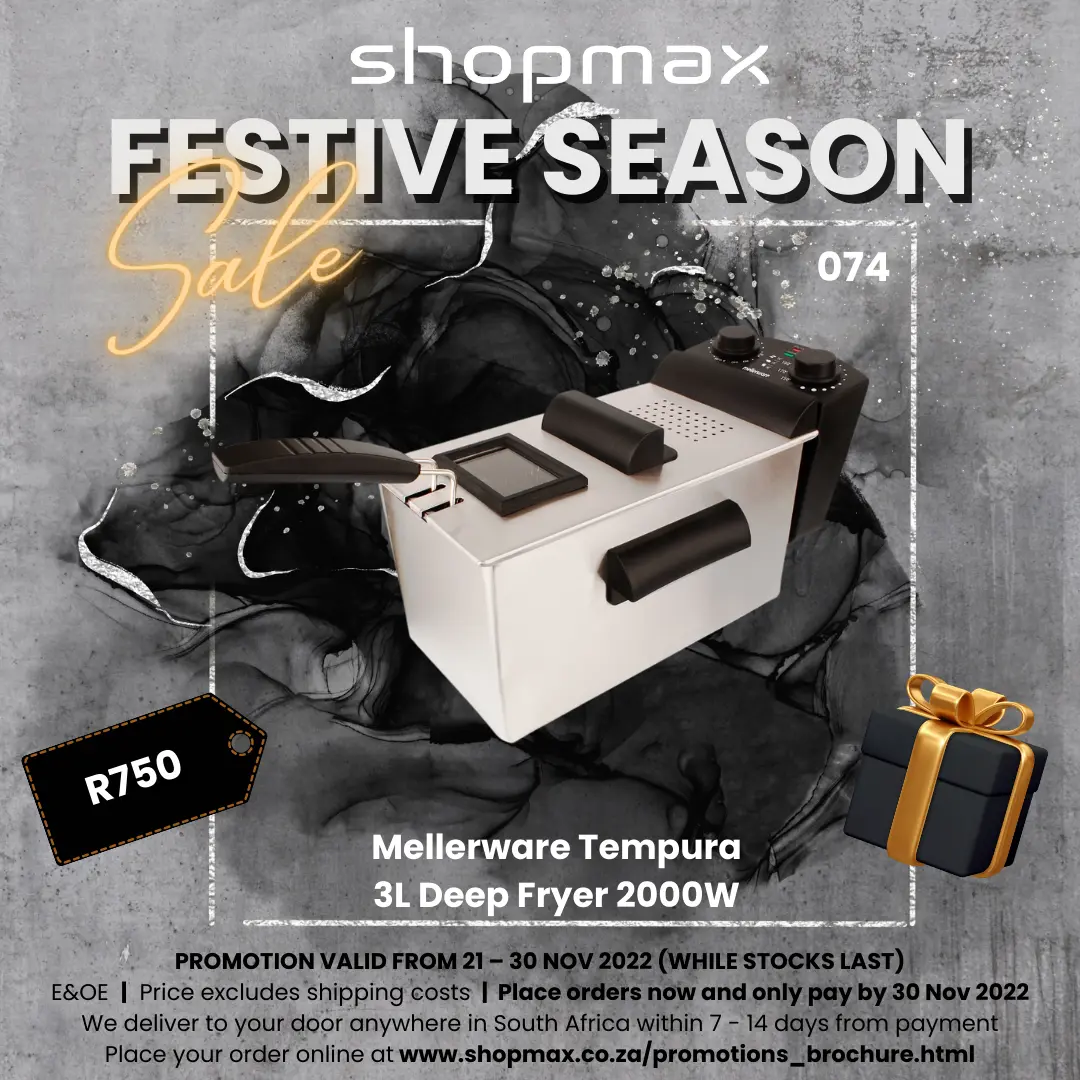 shopmax
FESTIVE SEASON
Sale
074
R750
Mellerware Tempura
3L Deep Fryer 2000W
PROMOTION VALID FROM 21 – 30 NOV 2022 (WHILE STOCKS LAST)
E&OE | Price excludes shipping costs | Place orders now and only pay by 30 Nov 2022
We deliver to your door anywhere in South Africa within 7 - 14 days from payment
Place your order online at www.shopmax.co.za/promotions_brochure.html